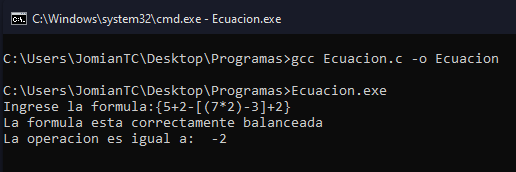 C:\Windows\system32\cmd.exe - Ecuacion.exe
C:\Users\JomianTC\Desktop\Programas>gcc Ecuacion.c -o Ecuacion
C:\Users\JomianTC\Desktop\Programas>Ecuacion.exe
Ingrese la formula:{5+2-[(7*2)-3]+2}
La formula esta correctamente balanceada
La operacion es igual a:  -2